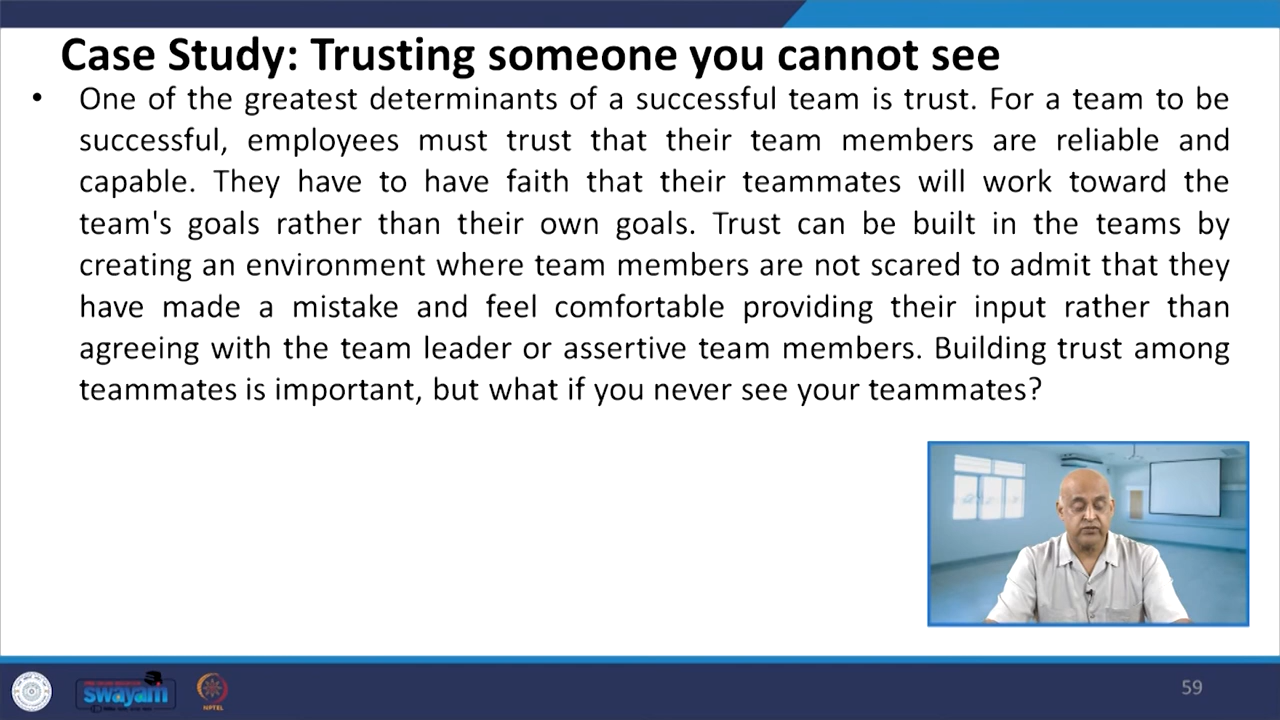 Case Study: Trusting someone you cannot see
• One of the greatest determinants of a successful team is trust. For a team to be
successful, employees must trust that their team members are reliable and
capable. They have to have faith that their teammates will work toward the
team's goals rather than their own goals. Trust can be built in the teams by
creating an environment where team members are not scared to admit that they
have made a mistake and feel comfortable providing their input rather than
agreeing with the team leader or assertive team members. Building trust among
teammates is important, but what if you never see your teammates?
swayam
NPTEL
59